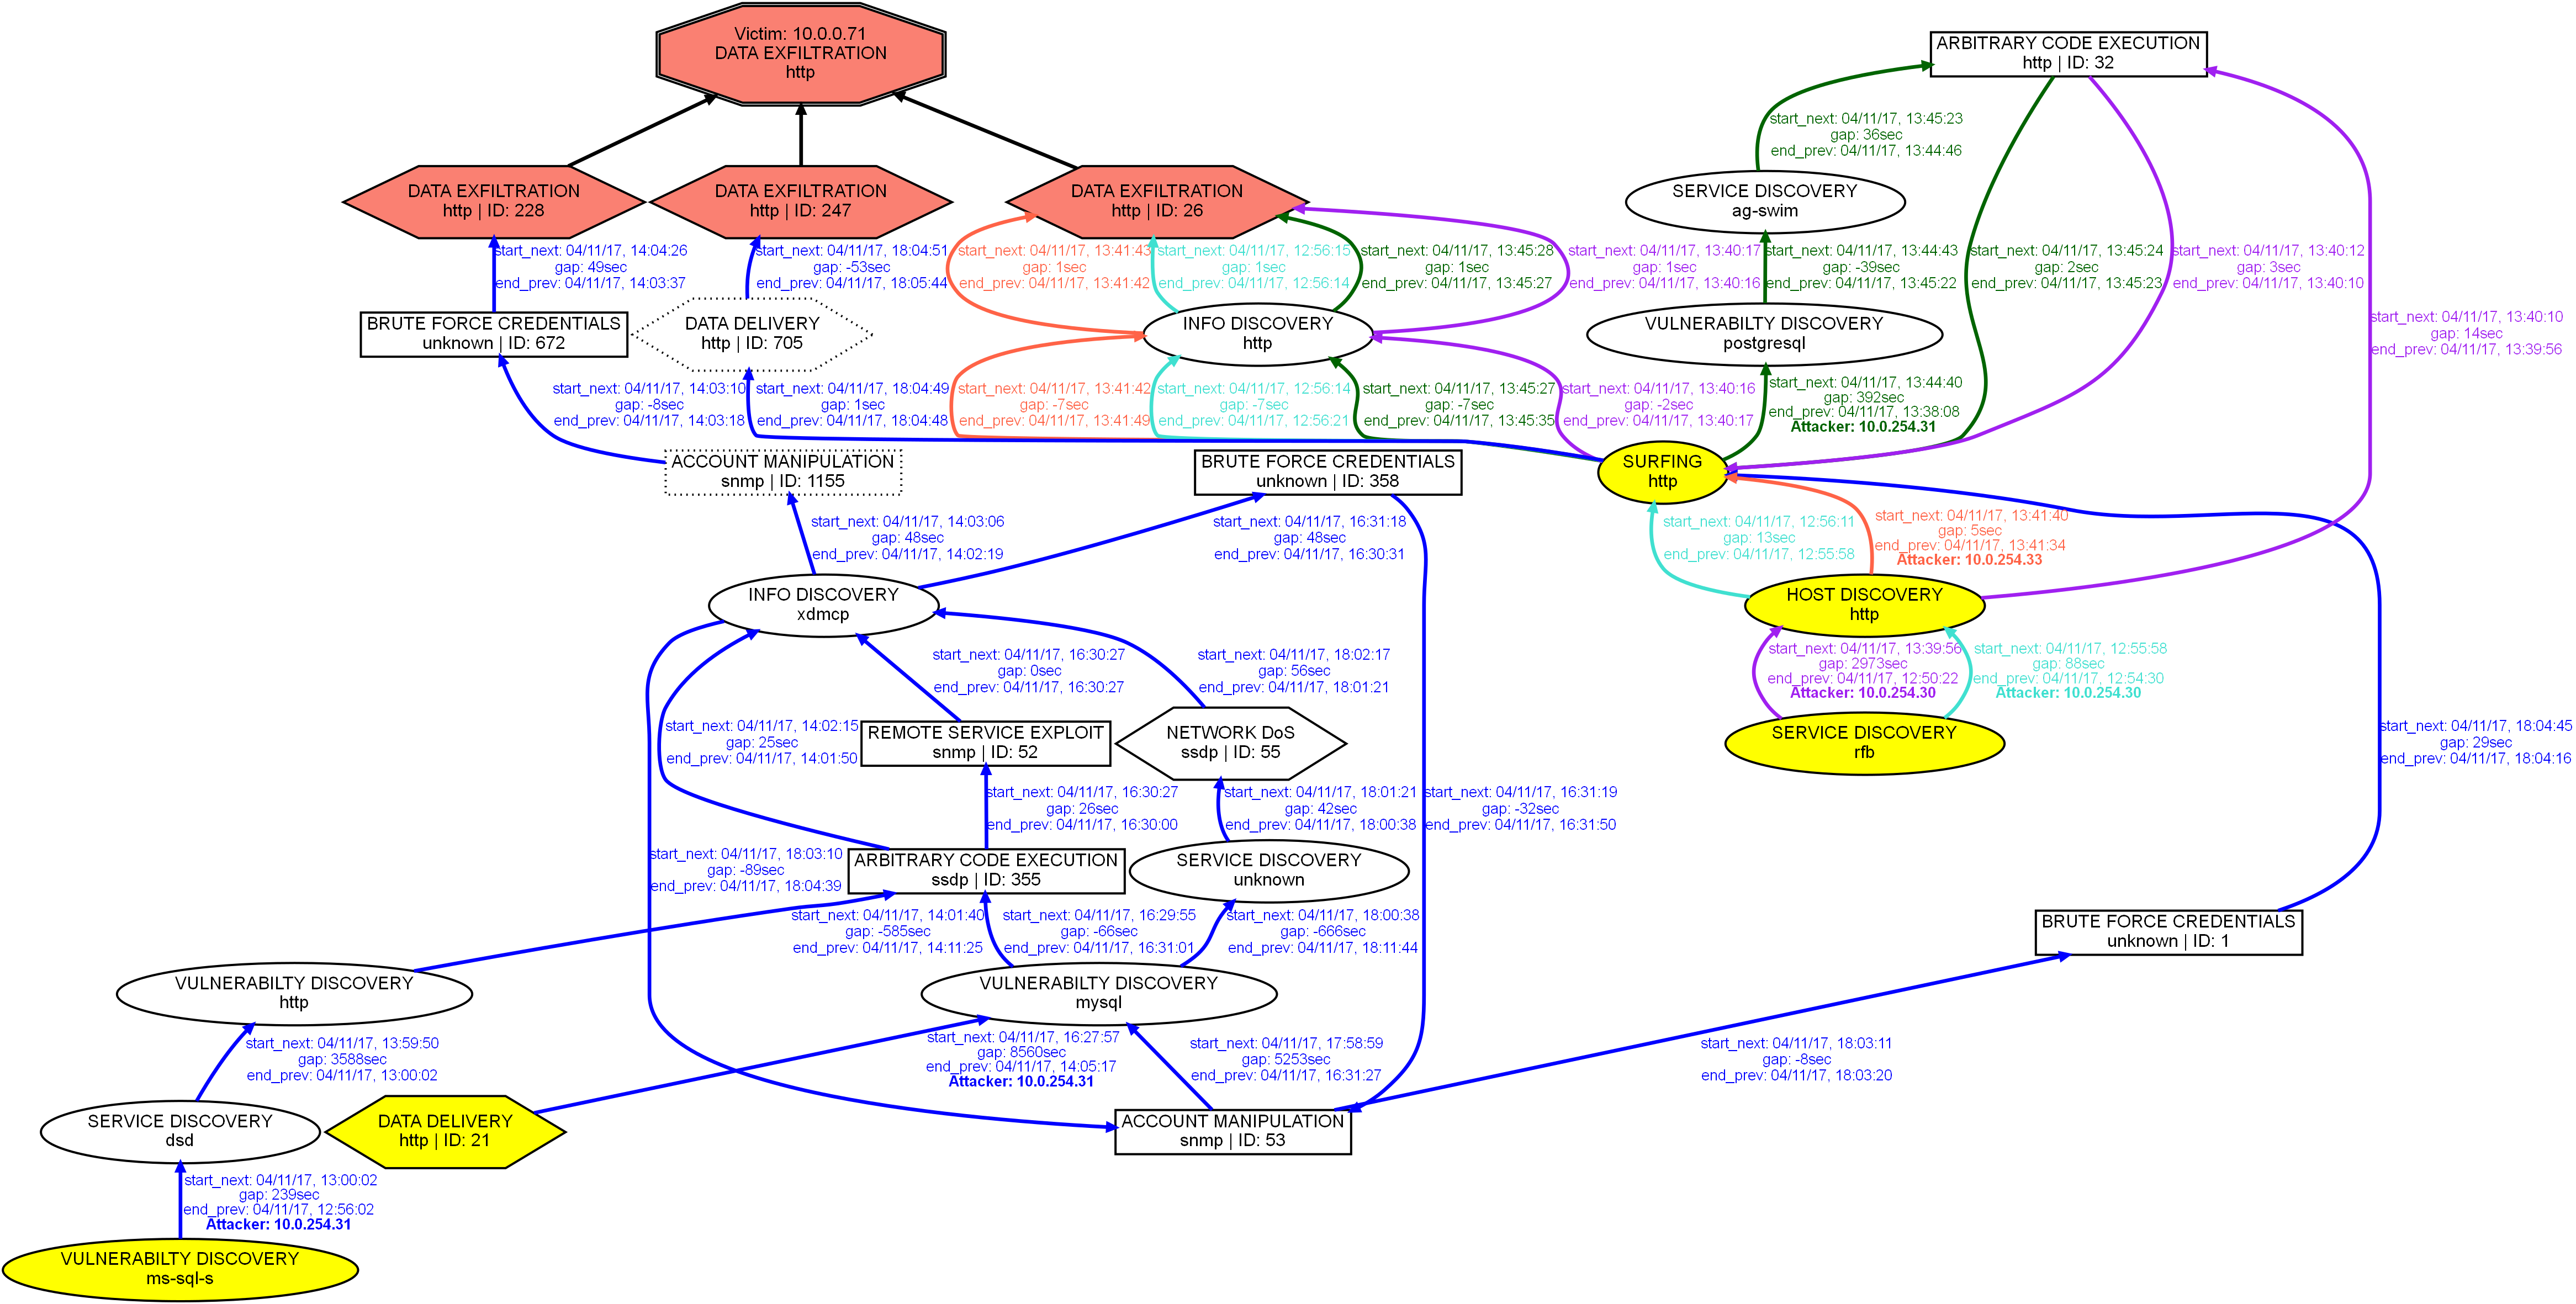 Victim: 10.0.0.71
DATA EXFILTRATION
http
ARBITRARY CODE EXECUTION
http | ID: 32
start_next: 04/11/17, 13:45:23
gap: 36sec
end_prev: 04/11/17, 13:44:46
DATA EXFILTRATION
http | ID: 228
DATA EXFILTRATION
http | ID: 247
DATA EXFILTRATION
http | ID: 26
SERVICE DISCOVERY
ag-swim
start_next: 04/11/17, 14:04:26
gap: 49sec
end_prev: 04/11/17, 14:03:37
start_next: 04/11/17, 18:04:51
gap: -53sec
end_prev: 04/11/17, 18:05:44
start_next: 04/11/17, 13:41:43
gap: 1sec
end_prev: 04/11/17, 13:41:42
start_next: 04/11/17, 12:56:15
gap: 1sec
end_prev: 04/11/17, 12:56:14
start_next: 04/11/17, 13:45:28
gap: 1sec
end_prev: 04/11/17, 13:45:27
start_next: 04/11/17, 13:40:17
gap: 1sec
end_prev: 04/11/17, 13:40:16
start_next: 04/11/17, 13:44:43
gap: -39sec
end_prev: 04/11/17, 13:45:22
start_next: 04/11/17, 13:45:24
gap: 2sec
end_prev: 04/11/17, 13:45:23
start_next: 04/11/17, 13:40:12
gap: 3sec
end_prev: 04/11/17, 13:40:10
start_next: 04/11/17, 13:40:10
gap: 14sec
end_prev: 04/11/17, 13:39:56
BRUTE FORCE CREDENTIALS
unknown | ID: 672
DATA DELIVERY
http | ID: 705
INFO DISCOVERY
http
VULNERABILTY DISCOVERY
postgresql
start_next: 04/11/17, 14:03:10
gap: -8sec
end_prev: 04/11/17, 14:03:18
start_next: 04/11/17, 18:04:49
gap: 1sec
end_prev: 04/11/17, 18:04:48
start_next: 04/11/17, 13:41:42
gap: -7sec
end_prev: 04/11/17, 13:41:49
start_next: 04/11/17, 12:56:14
gap: -7sec
end_prev: 04/11/17, 12:56:21
start_next: 04/11/17, 13:45:27
gap: -7sec
end_prev: 04/11/17, 13:45:35
start_next: 04/11/17, 13:40:16
gap: -2sec
end_prev: 04/11/17, 13:40:17
start_next: 04/11/17, 13:44:40
gap: 392sec
end_prev: 04/11/17, 13:38:08
Attacker: 10.0.254.31
ACCOUNT MANIPULATION
snmp | ID: 1155
BRUTE FORCE CREDENTIALS
unknown | ID: 358
SURFING
http
start_next: 04/11/17, 14:03:06
gap: 48sec
end_prev: 04/11/17, 14:02:19
start_next: 04/11/17, 16:31:18
gap: 48sec
end_prev: 04/11/17, 16:30:31
start_next: 04/11/17, 12:56:11
gap: 13sec
end_prev: 04/11/17, 12:55:58
start_next: 04/11/17, 13:41:40
gap: 5sec
end_prev: 04/11/17, 13:41:34
Attacker: 10.0.254.33
INFO DISCOVERY
xdmcp
HOST DISCOVERY
http
start_next: 04/11/17, 14:02:15
gap: 25sec
end_prev: 04/11/17, 14:01:50
start_next: 04/11/17, 16:30:27
gap: 0sec
end_prev: 04/11/17, 16:30:27
start_next: 04/11/17, 18:02:17
gap: 56sec
end_prev: 04/11/17, 18:01:21
start_next: 04/11/17, 13:39:56
gap: 2973sec
end_prev: 04/11/17, 12:50:22
Attacker: 10.0.254.30
start_next: 04/11/17, 12:55:58
gap: 88sec
end_prev: 04/11/17, 12:54:30
Attacker: 10.0.254.30
REMOTE SERVICE EXPLOIT
snmp | ID: 52
NETWORK DoS
ssdp | ID: 55
SERVICE DISCOVERY
rfb
start_next: 04/11/17, 18:04:45
gap: 29sec
end_prev: 04/11/17, 18:04:16
start_next: 04/11/17, 16:30:27
gap: 26sec
end_prev: 04/11/17, 16:30:00
start_next: 04/11/17, 18:01:21
gap: 42sec
end_prev: 04/11/17, 18:00:38
start_next: 04/11/17, 16:31:19
gap: -32sec
end_prev: 04/11/17, 16:31:50
start_next: 04/11/17, 18:03:10
gap: -89sec
end_prev: 04/11/17, 18:04:39
ARBITRARY CODE EXECUTION
ssdp | ID: 355
SERVICE DISCOVERY
unknown
start_next: 04/11/17, 14:01:40
gap: -585sec
end_prev: 04/11/17, 14:11:25
start_next: 04/11/17, 16:29:55
gap: -66sec
end_prev: 04/11/17, 16:31:01
start_next: 04/11/17, 18:00:38
gap: -666sec
end_prev: 04/11/17, 18:11:44
BRUTE FORCE CREDENTIALS
unknown | ID: 1
VULNERABILTY DISCOVERY
http
VULNERABILTY DISCOVERY
mysql
start_next: 04/11/17, 13:59:50
gap: 3588sec
end_prev: 04/11/17, 13:00:02
start_next: 04/11/17, 16:27:57
gap: 8560sec
end_prev: 04/11/17, 14:05:17
Attacker: 10.0.254.31
start_next: 04/11/17, 17:58:59
gap: 5253sec
end_prev: 04/11/17, 16:31:27
start_next: 04/11/17, 18:03:11
gap: -8sec
end_prev: 04/11/17, 18:03:20
SERVICE DISCOVERY
dsd
DATA DELIVERY
http | ID: 21
ACCOUNT MANIPULATION
snmp | ID: 53
start_next: 04/11/17, 13:00:02
gap: 239sec
end_prev: 04/11/17, 12:56:02
Attacker: 10.0.254.31
VULNERABILTY DISCOVERY
ms-sql-s